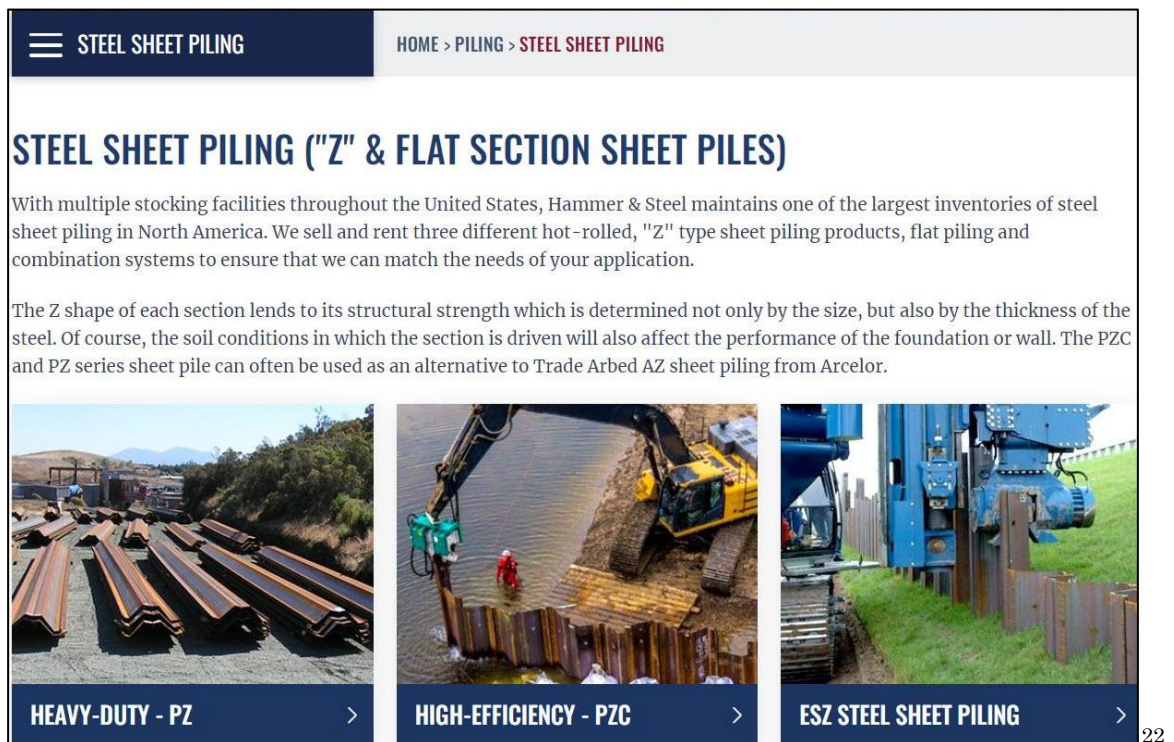 STEEL SHEET PILING
HOME > PILING > STEEL SHEET PILING
STEEL SHEET PILING ("Z" & FLAT SECTION SHEET PILES)
With multiple stocking facilities throughout the United States, Hammer & Steel maintains one of the largest inventories of steel
sheet piling in North America. We sell and rent three different hot-rolled, "Z" type sheet piling products, flat piling and
combination systems to ensure that we can match the needs of your application.
The Z shape of each section lends to its structural strength which is determined not only by the size, but also by the thickness of the
steel. Of course, the soil conditions in which the section is driven will also affect the performance of the foundation or wall. The PZC
and PZ series sheet pile can often be used as an alternative to Trade Arbed AZ sheet piling from Arcelor.
HEAVY-DUTY - PZ
HIGH-EFFICIENCY - PZC
ESZ STEEL SHEET PILING
22